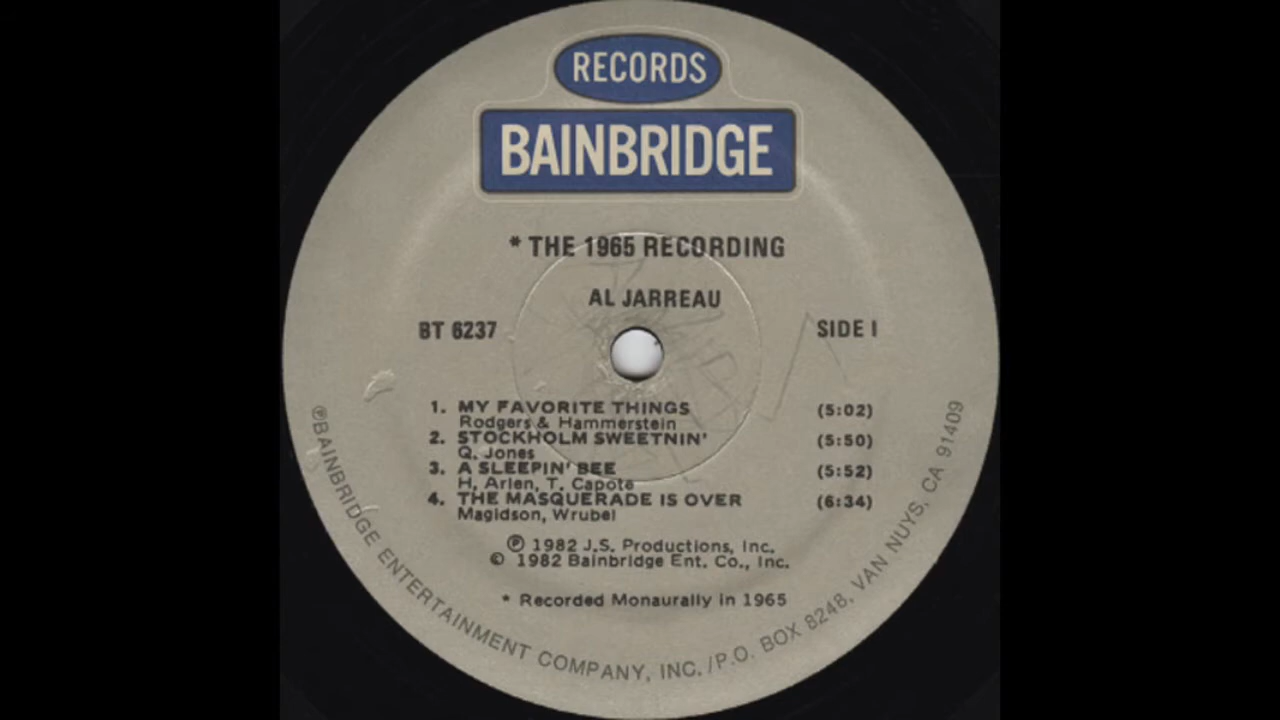 RECORDS
BAINBRIDGE
* THE 1965 RECORDING
AL JARREAU
BT 6237 SIDE I
1. MY FAVORITE THINGS (5:02)
Rodgers & Hammerstein
2. STOCKHOLM SWEETNIN' (5:50)
Q. Jones
3. A SLEEPIN' BEE (5:52)
H, Arlen, T. Capote
4. THE MASQUERADE IS OVER (6:34)
Magidson, Wrubel
℗ 1982 J.S. Productions, Inc.
© 1982 Bainbridge Ent. Co., Inc.
* Recorded Monaurally in 1965
℗BAINBRIDGE ENTERTAINMENT COMPANY, INC. /P.O. BOX 8248, VAN NUYS, CA 91409